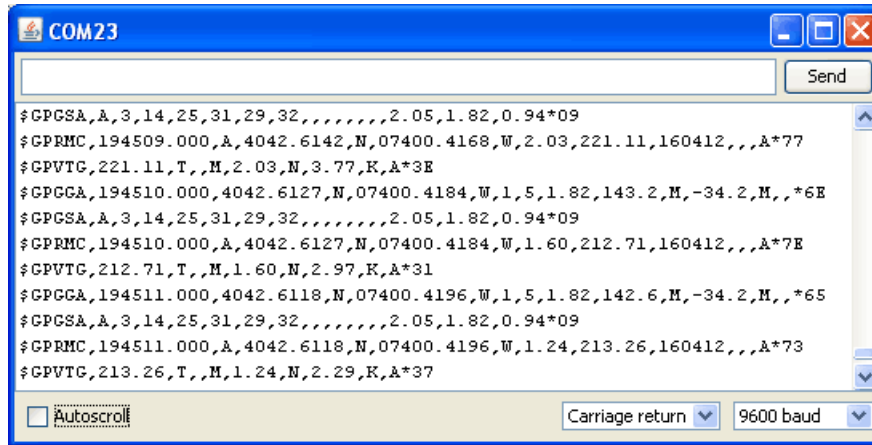 COM23
Send
$GPGSA,A,3,14,25,31,29,32,,,,,,,,2.05,1.82,0.94*09
$GPRMC,194509.000,A,4042.6142,N,07400.4168,W,2.03,221.11,160412,,,A*77
$GPVTG,221.11,T,,M,2.03,N,3.77,K,A*3E
$GPGGA,194510.000,4042.6127,N,07400.4184,W,1,5,1.82,143.2,M,-34.2,M,,*6E
$GPGSA,A,3,14,25,31,29,32,,,,,,,,2.05,1.82,0.94*09
$GPRMC,194510.000,A,4042.6127,N,07400.4184,W,1.60,212.71,160412,,,A*7E
$GPVTG,212.71,T,,M,1.60,N,2.97,K,A*31
$GPGGA,194511.000,4042.6118,N,07400.4196,W,1,5,1.82,142.6,M,-34.2,M,,*65
$GPGSA,A,3,14,25,31,29,32,,,,,,,,2.05,1.82,0.94*09
$GPRMC,194511.000,A,4042.6118,N,07400.4196,W,1.24,213.26,160412,,,A*73
$GPVTG,213.26,T,,M,1.24,N,2.29,K,A*37
Autoscroll Carriage return 9600 baud